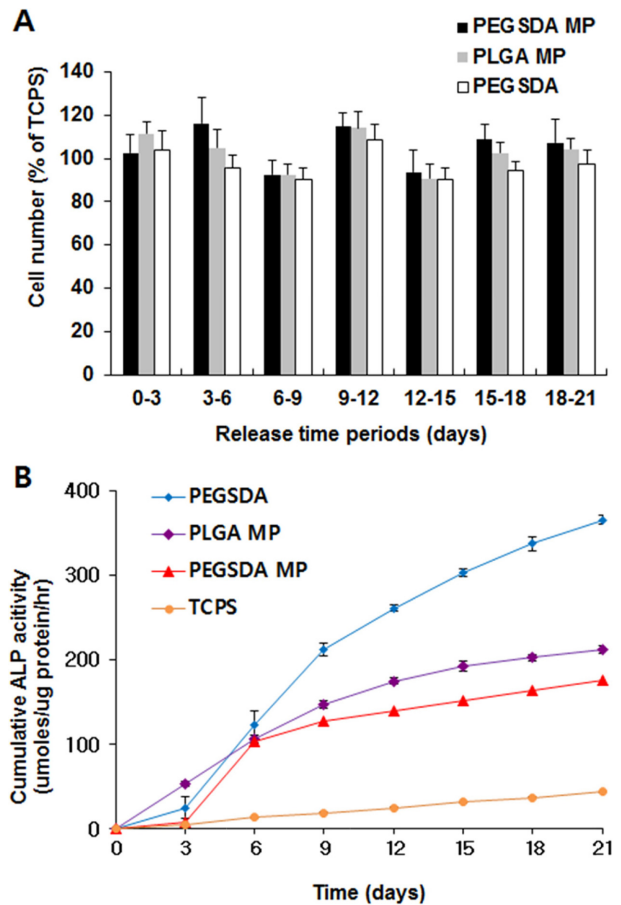 A
PEGSDA MP
PLGA MP
PEGSDA
Cell number (% of TCPS)
140
120
100
80
60
40
20
0
0-3 3-6 6-9 9-12 12-15 15-18 18-21
Release time periods (days)
B
PEGSDA
PLGA MP
PEGSDA MP
TCPS
Cumulative ALP acitivity
(umoles/ug protein/hr)
400
300
200
100
0
0 3 6 9 12 15 18 21
Time (days)